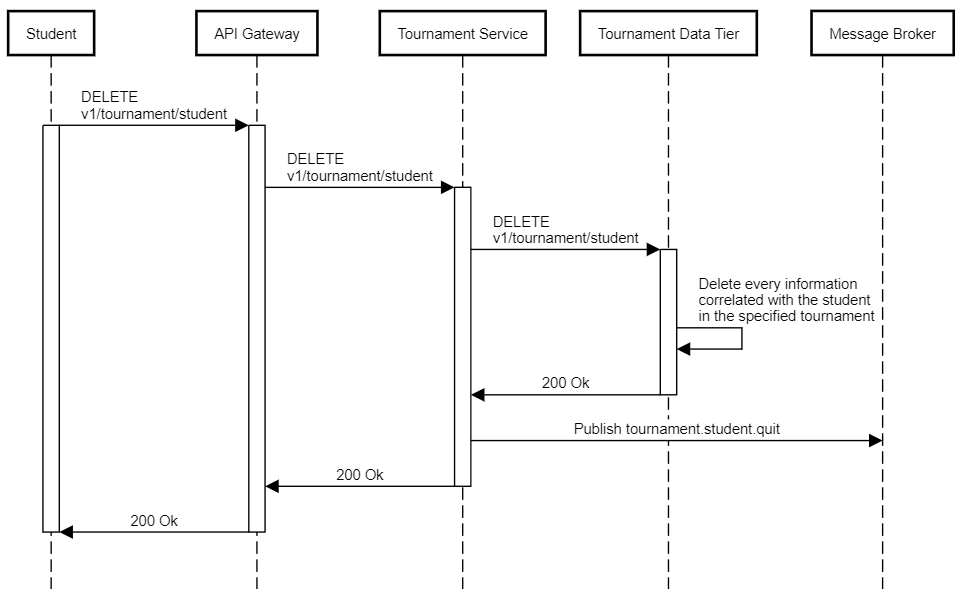 Student
API Gateway
Tournament Service
Tournament Data Tier
Message Broker
DELETE
v1/tournament/student
DELETE
v1/tournament/student
DELETE
v1/tournament/student
Delete every information
correlated with the student
in the specified tournament
200 Ok
Publish tournament.student.quit
200 Ok
200 Ok